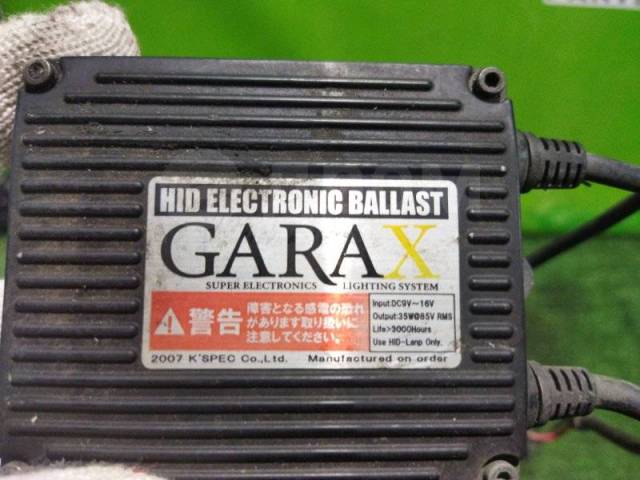 HID ELECTRONIC BALLAST
GARAX
SUPER ELECTRONICS LIGHTING SYSTEM
警告
障害となる感電の恐れ
があります取り扱いに
注意してください。
Input:DC9V～16V
Output:35W@85V RMS
Life>3000Hours
Use HID-Lamp Only.
2007 K'SPEC Co.,Ltd. Manufactured on order